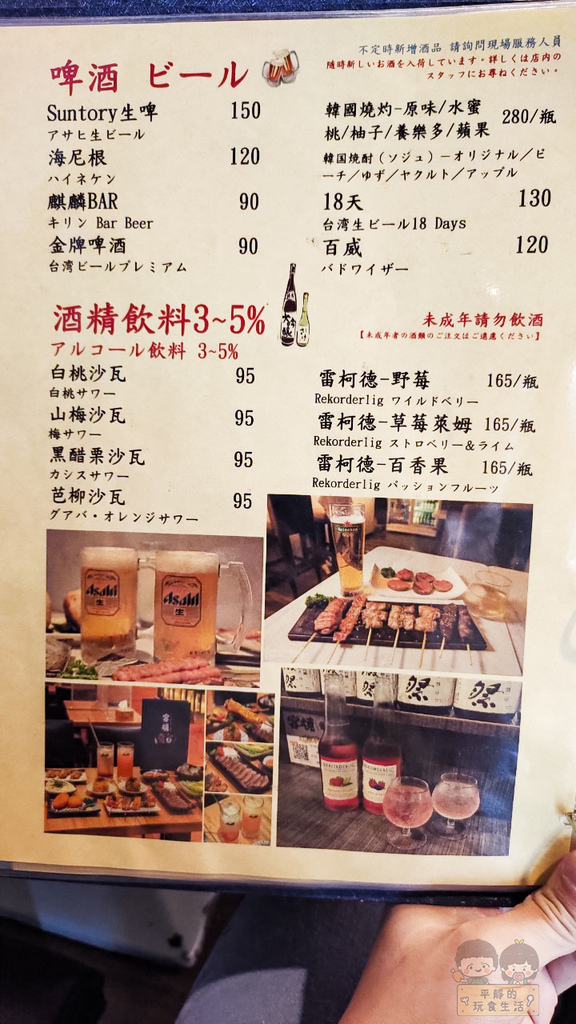 不定時新增酒品 請詢問現場服務人員
随時新しいお酒を入荷しています。詳しくは店内の
スタッフにお尋ねください。
啤酒 ビール
Suntory生啤 150
アサヒ生ビール
海尼根 120
ハイネケン
麒麟BAR 90
キリン Bar Beer
金牌啤酒 90
台湾ビールプレミアム
韓國燒灼-原味/水蜜
桃/柚子/養樂多/蘋果 280/瓶
韓国焼酎（ソジュ）－オリジナル／ピ
ーチ／ゆず／ヤクルト／アップル
18天 130
台湾生ビール18 Days
百威 120
バドワイザー
酒精飲料3~5%
アルコール飲料 3~5%
未成年請勿飲酒
【未成年者の酒類のご注文はご遠慮ください】
白桃沙瓦 95
白桃サワー
山梅沙瓦 95
梅サワー
黑醋栗沙瓦 95
カシスサワー
芭柳沙瓦 95
グアバ・オレンジサワー
雷柯德-野莓 165/瓶
Rekorderlig ワイルドベリー
雷柯德-草莓萊姆 165/瓶
Rekorderlig ストロベリー＆ライム
雷柯德-百香果 165/瓶
Rekorderlig パッションフルーツ
Asahi
生
Asahi
生
祭
祭
平靜的
玩食生活